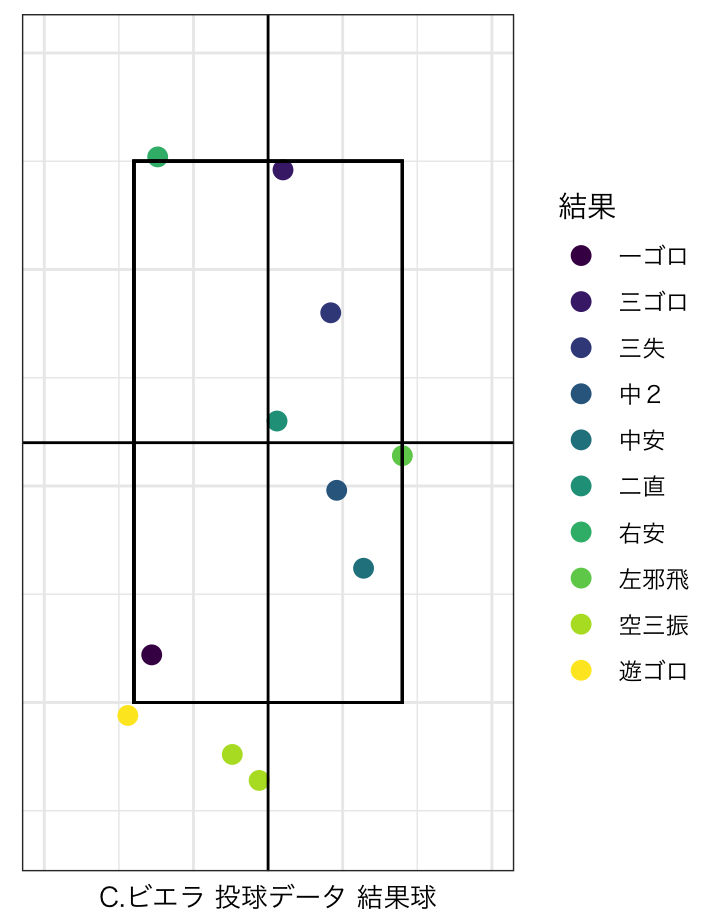 結果
一ゴロ
三ゴロ
三失
中２
中安
二直
右安
左邪飛
空三振
遊ゴロ
C.ビエラ 投球データ 結果球